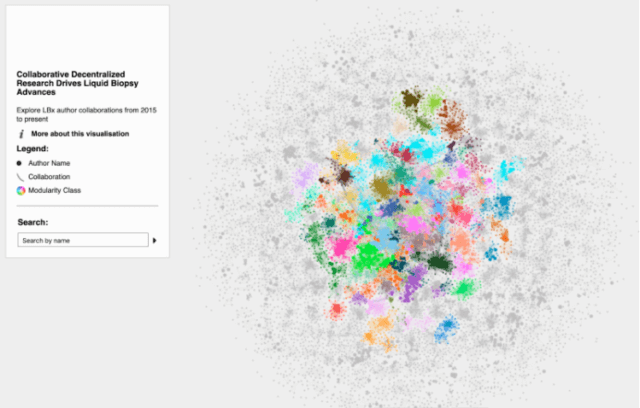 Collaborative Decentralized
Research Drives Liquid Biopsy
Advances
Explore LBx author collaborations from 2015
to present
i More about this visualisation
Legend:
Author Name
Collaboration
Modularity Class
Search:
Search by name